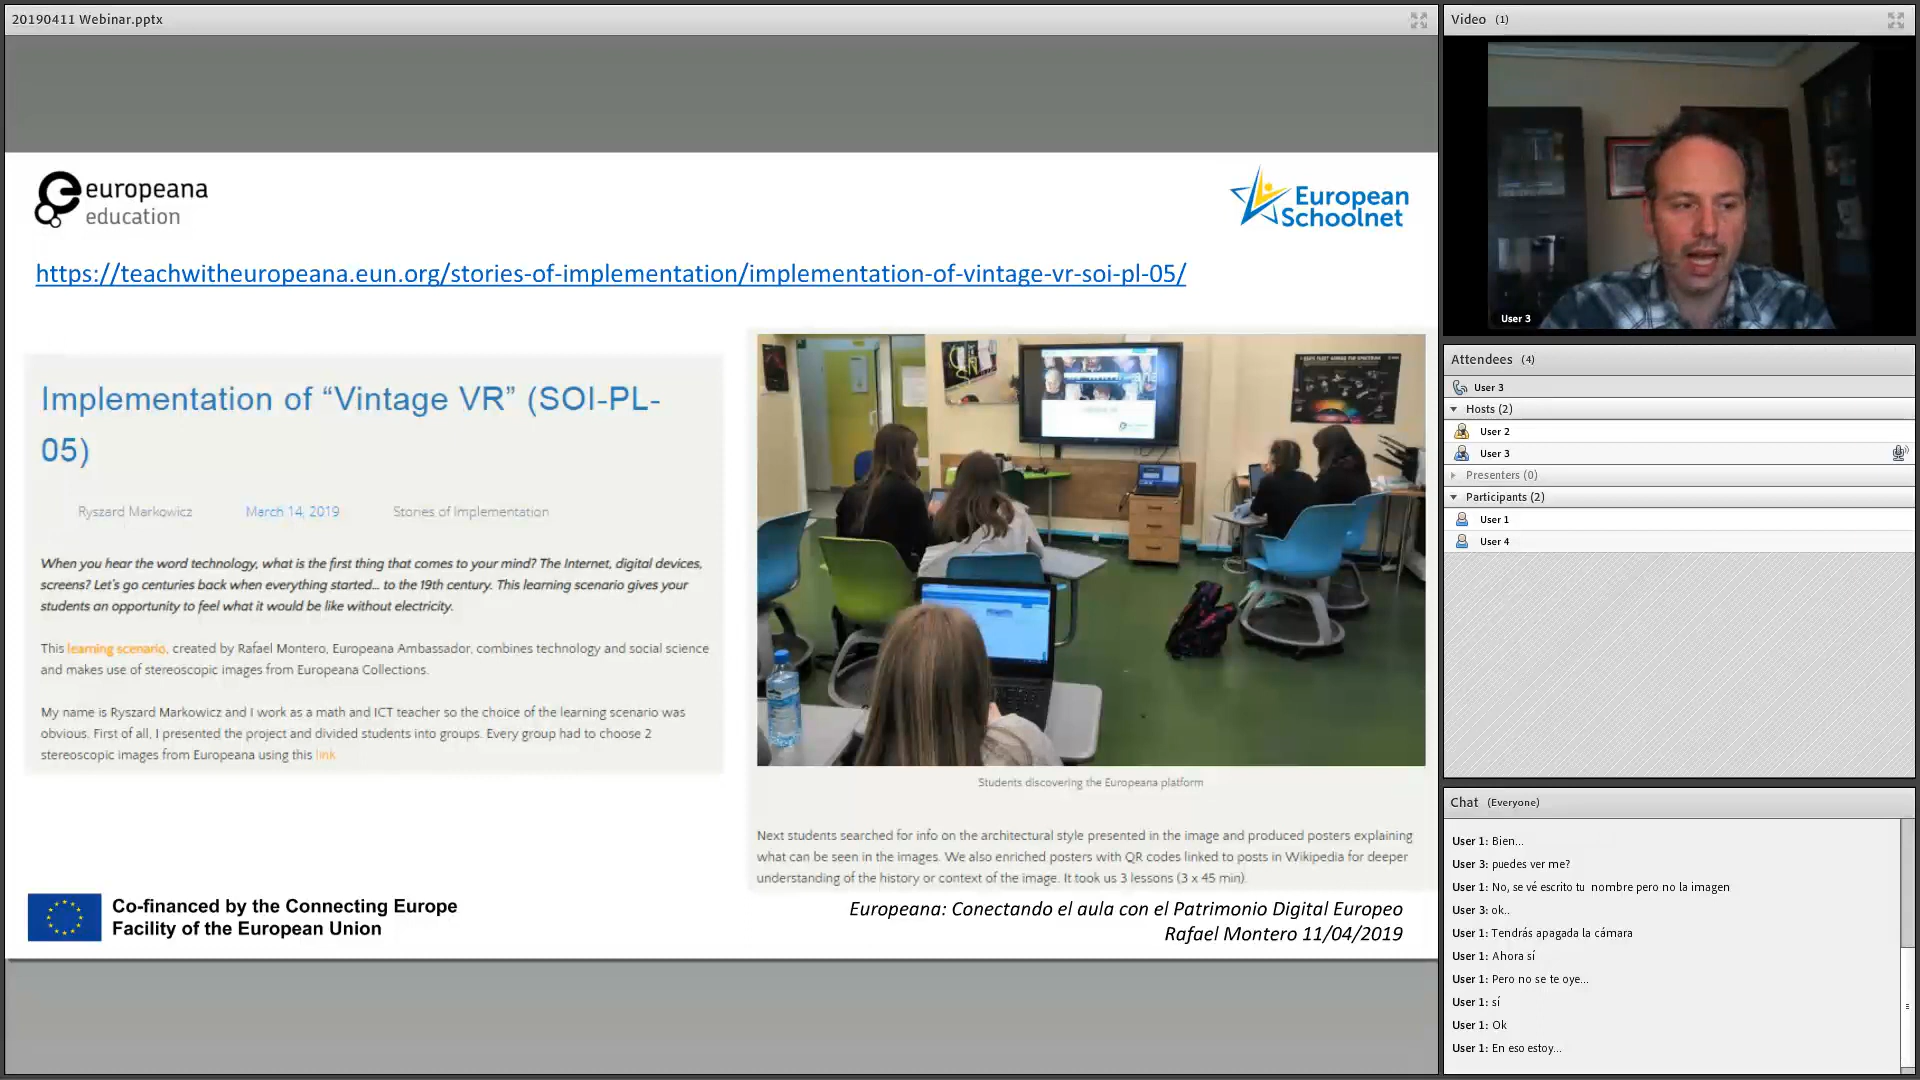 20190411 Webinar.pptx
europeana
education
European
Schoolnet
https://teachwitheuropeana.eun.org/stories-of-implementation/implementation-of-vintage-vr-soi-pl-05/
Implementation of “Vintage VR” (SOI-PL-
05)
Ryszard Markowicz March 14, 2019 Stories of Implementation
When you hear the word technology, what is the first thing that comes to your mind? The Internet, digital devices,
screens? Let's go centuries back when everything started... to the 19th century. This learning scenario gives your
students an opportunity to feel what it would be like without electricity.
This learning scenario, created by Rafael Montero, Europeana Ambassador, combines technology and social science
and makes use of stereoscopic images from Europeana Collections.
My name is Ryszard Markowicz and I work as a math and ICT teacher so the choice of the learning scenario was
obvious. First of all, I presented the project and divided students into groups. Every group had to choose 2
stereoscopic images from Europeana using this link
Students discovering the Europeana platform
Next students searched for info on the architectural style presented in the image and produced posters explaining
what can be seen in the images. We also enriched posters with QR codes linked to posts in Wikipedia for deeper
understanding of the history or context of the image. It took us 3 lessons (3 x 45 min).
Co-financed by the Connecting Europe
Facility of the European Union
Europeana: Conectando el aula con el Patrimonio Digital Europeo
Rafael Montero 11/04/2019
Video (1)
User 3
Attendees (4)
User 3
Hosts (2)
User 2
User 3
Presenters (0)
Participants (2)
User 1
User 4
Chat (Everyone)
User 1: Bien...
User 3: puedes ver me?
User 1: No, se vé escrito tu nombre pero no la imagen
User 3: ok..
User 1: Tendrás apagada la cámara
User 1: Ahora sí
User 1: Pero no se te oye...
User 1: sí
User 1: Ok
User 1: En eso estoy...